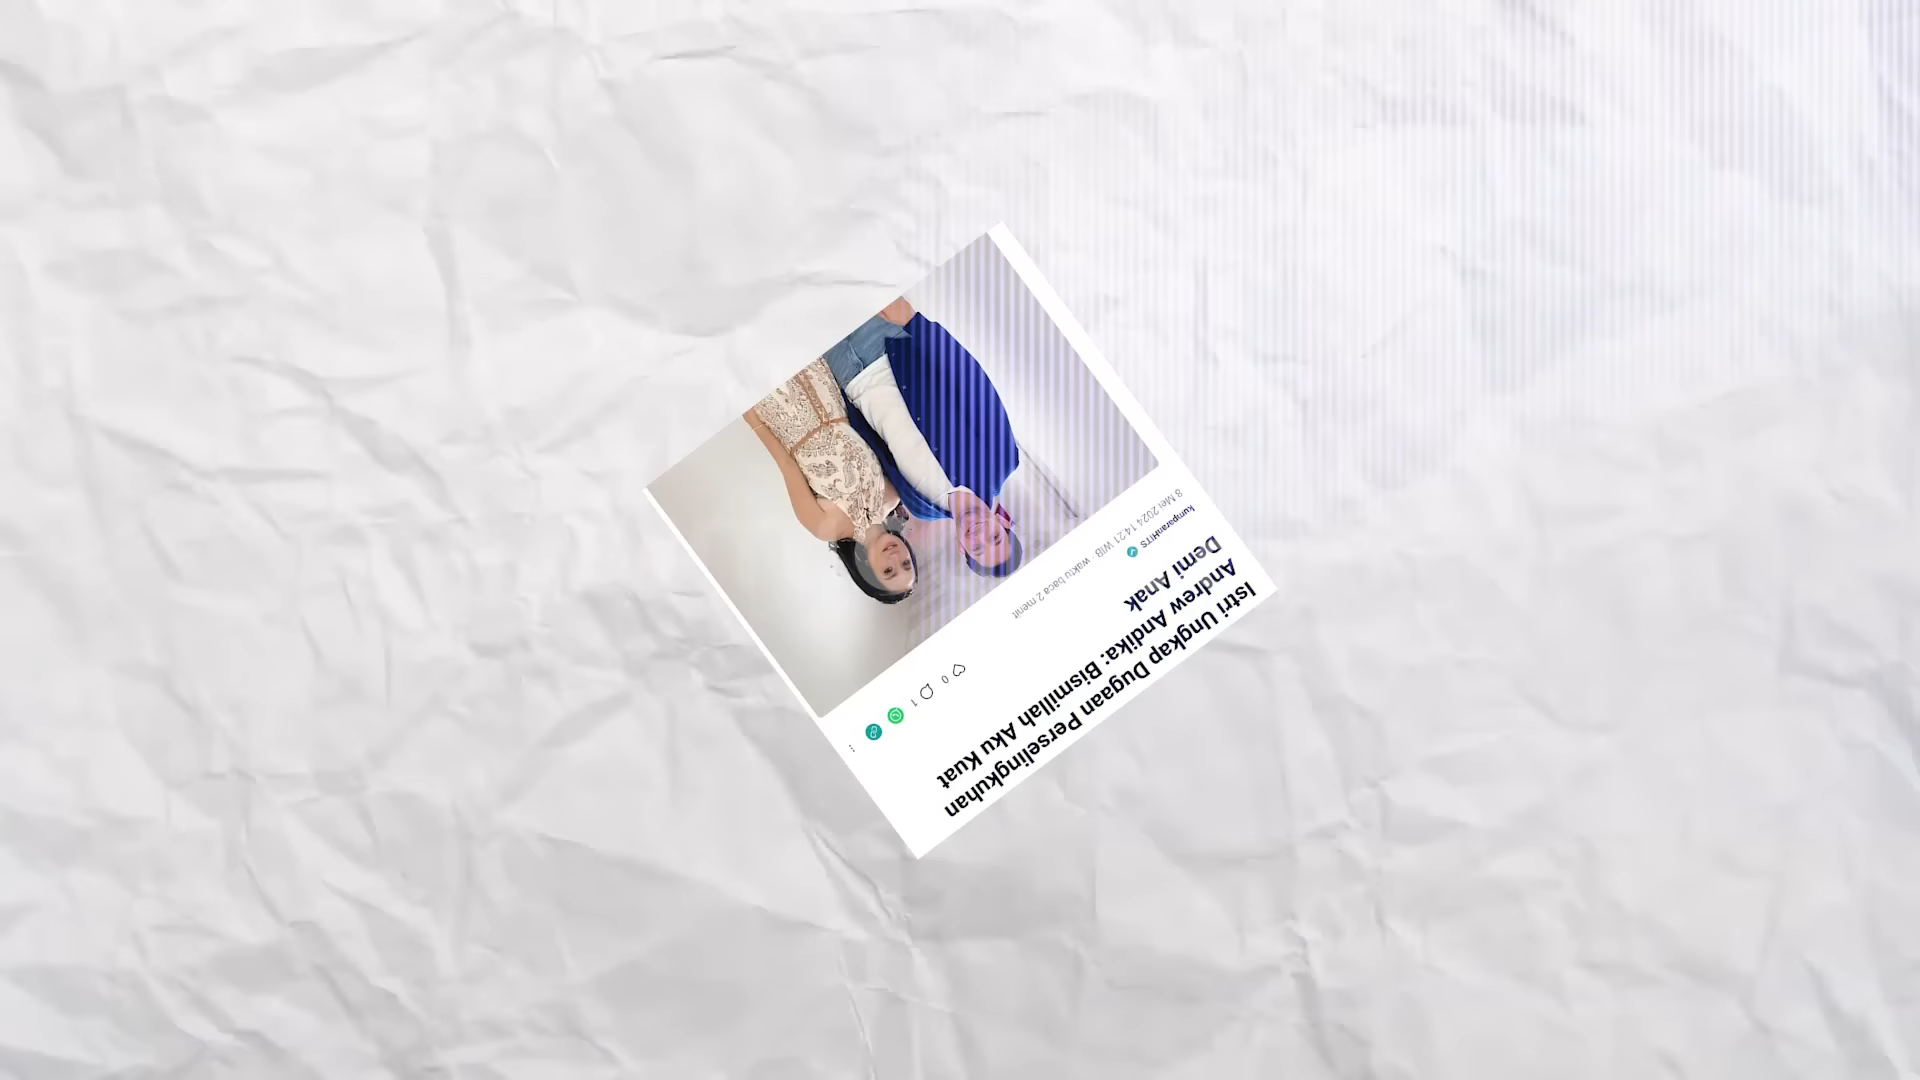 Istri Ungkap Dugaan Perselingkuhan
Andrew Andika: Bismillah Aku Kuat
Demi Anak
kumparanHITS
8 Mei 2024 14:21 WIB · waktu baca 2 menit
0
1